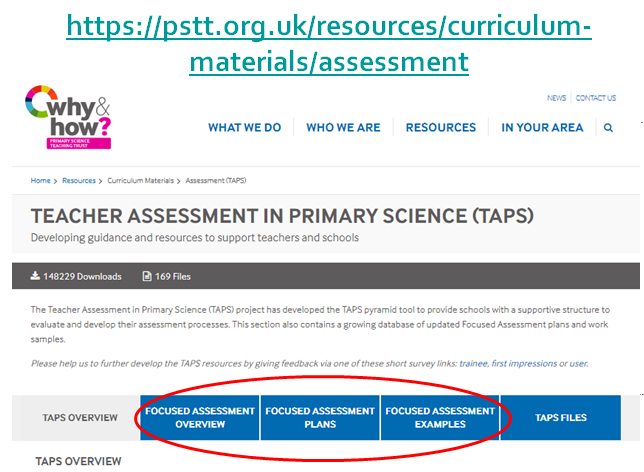 https://pstt.org.uk/resources/curriculum-
materials/assessment
why&
how?
PRIMARY SCIENCE
TEACHING TRUST
NEWS CONTACT US
WHAT WE DO WHO WE ARE RESOURCES IN YOUR AREA
Home > Resources > Curriculum Materials > Assessment (TAPS)
TEACHER ASSESSMENT IN PRIMARY SCIENCE (TAPS)
Developing guidance and resources to support teachers and schools
148229 Downloads 169 Files
The Teacher Assessment in Primary Science (TAPS) project has developed the TAPS pyramid tool to provide schools with a supportive structure to
evaluate and develop their assessment processes. This section also contains a growing database of updated Focused Assessment plans and work
samples.
Please help us to further develop the TAPS resources by giving feedback via one of these short survey links: trainee, first impressions or user.
TAPS OVERVIEW FOCUSED ASSESSMENT OVERVIEW FOCUSED ASSESSMENT PLANS FOCUSED ASSESSMENT EXAMPLES TAPS FILES
TAPS OVERVIEW